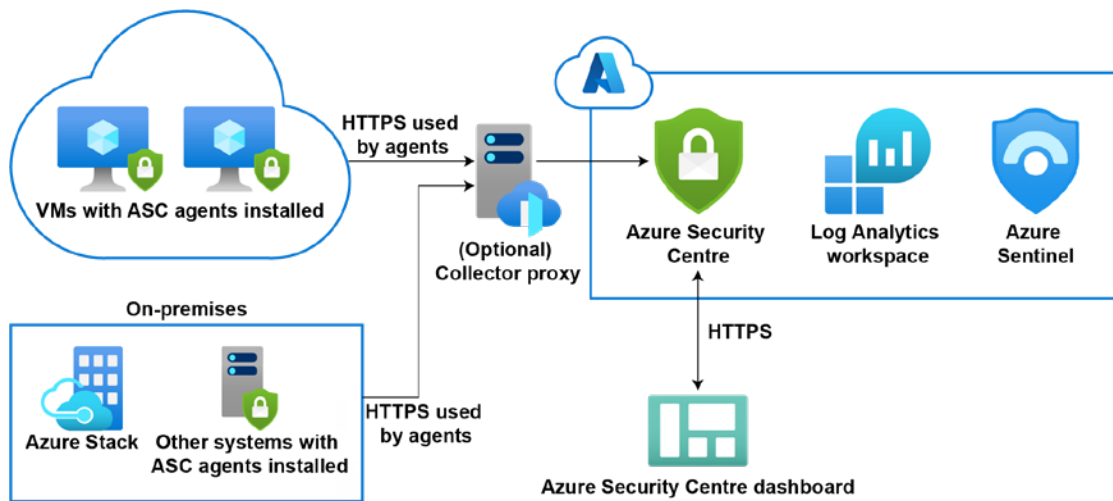 HTTPS used
by agents
VMs with ASC agents installed
(Optional)
Collector proxy
Azure Security
Centre
Log Analytics
workspace
Azure
Sentinel
On-premises
HTTPS
Azure Stack
Other systems with
ASC agents installed
HTTPS used
by agents
Azure Security Centre dashboard